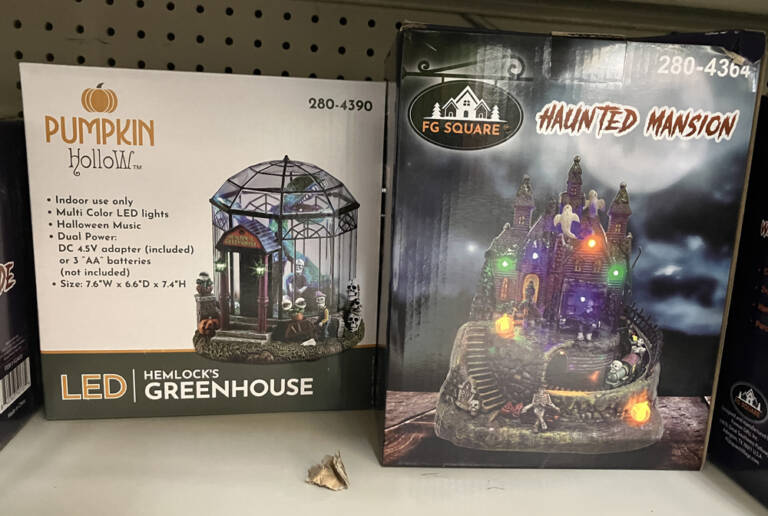 280-4390
PUMPKIN
HolloW™
• Indoor use only
• Multi Color LED lights
• Halloween Music
• Dual Power:
DC 4.5V adapter (included)
or 3 "AA" batteries
(not included)
• Size: 7.6"W x 6.6"D x 7.4"H
LED
HEMLOCK'S
GREENHOUSE
280-4364
FG SQUARE
HAUNTED MANSION
FG SQUARE